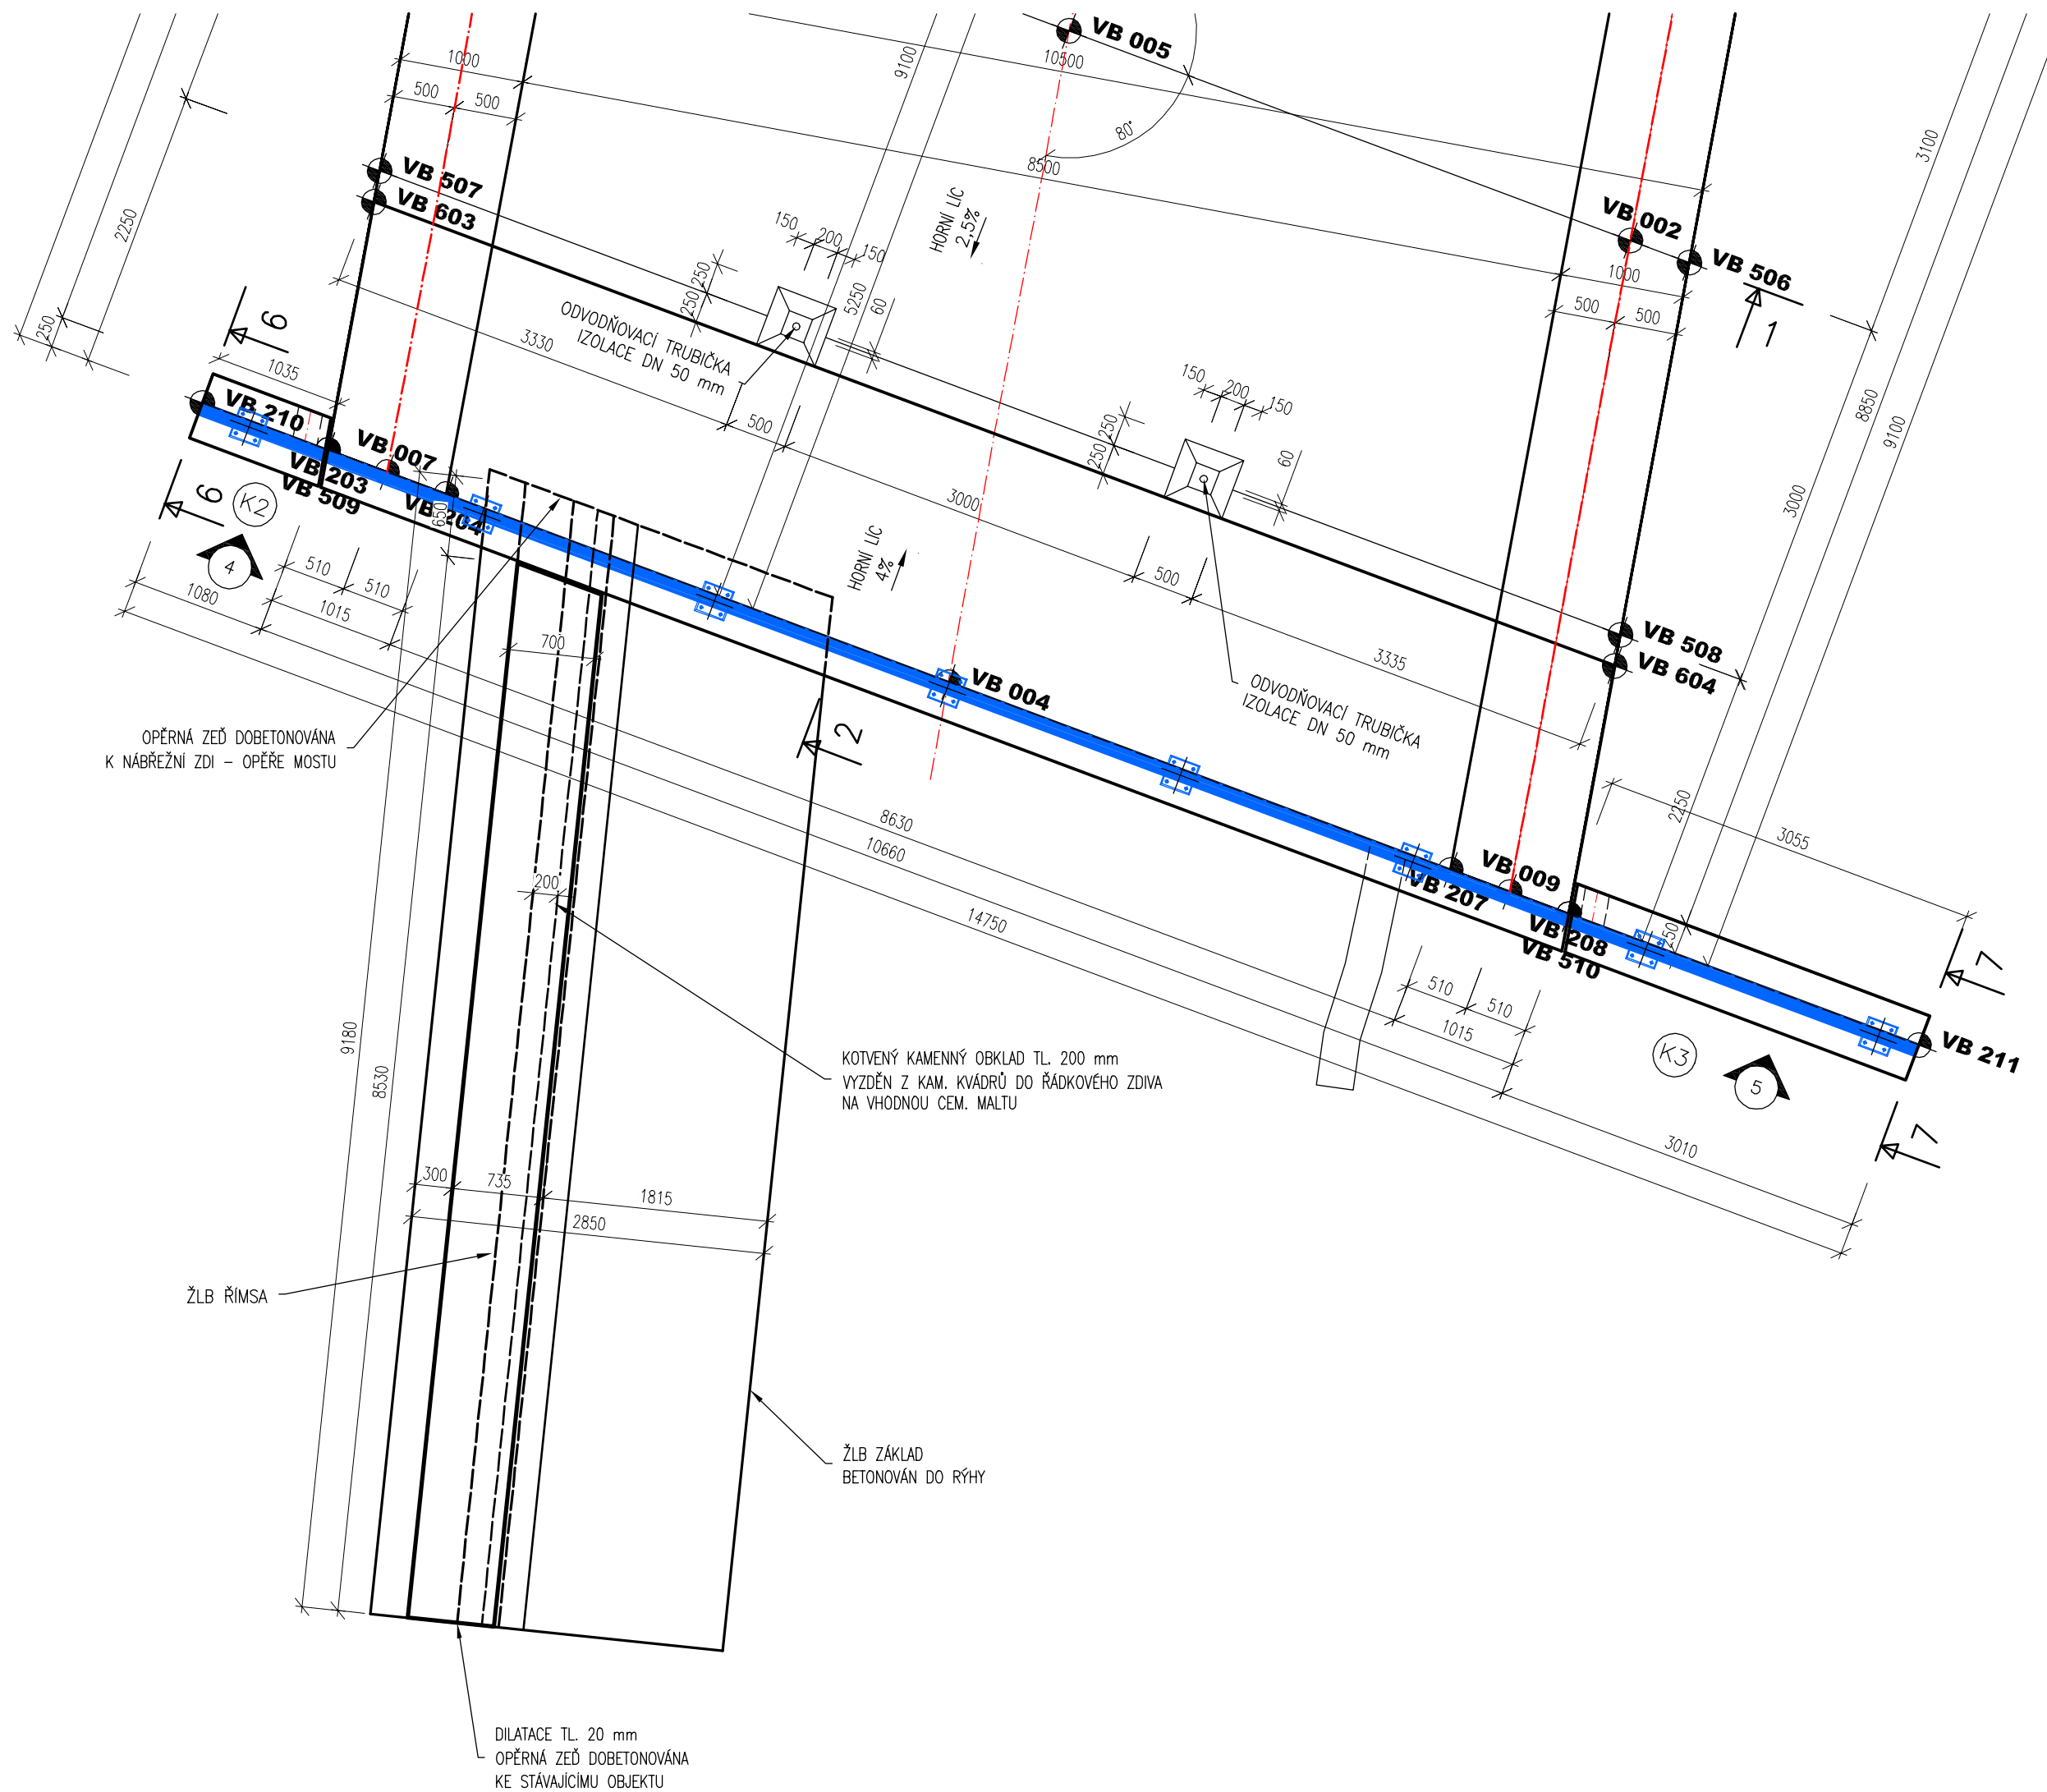 VB 005
10500
1000
500
500
9100
80°
8500
3100
VB 507
VB 603
2250
HORNÍ LÍC
2,5%
VB 002
VB 506
1000
500
500
1
150
200
150
250
250
5250
60
ODVODŇOVACÍ TRUBIČKA
IZOLACE DN 50 mm
3330
500
250
6
1035
VB 210
VB 007
VB 203
VB 509
VB 204
650
6
K2
4
510
510
1080
1015
150
200
150
250
250
60
3000
500
3335
8850
9100
3000
HORNÍ LÍC
4%
VB 508
VB 604
ODVODŇOVACÍ TRUBIČKA
IZOLACE DN 50 mm
700
VB 004
2
OPĚRNÁ ZEĎ DOBETONOVÁNA
K NÁBŘEŽNÍ ZDI – OPĚŘE MOSTU
2250
3055
8630
10660
14750
VB 009
VB 207
VB 208
VB 510
250
7
200
510
510
1015
K3
5
VB 211
7
3010
9180
8530
KOTVENÝ KAMENNÝ OBKLAD TL. 200 mm
VYZDĚN Z KAM. KVÁDRŮ DO ŘÁDKOVÉHO ZDIVA
NA VHODNOU CEM. MALTU
300
735
1815
2850
ŽLB ŘÍMSA
ŽLB ZÁKLAD
BETONOVÁN DO RÝHY
DILATACE TL. 20 mm
OPĚRNÁ ZEĎ DOBETONOVÁNA
KE STÁVAJÍCÍMU OBJEKTU